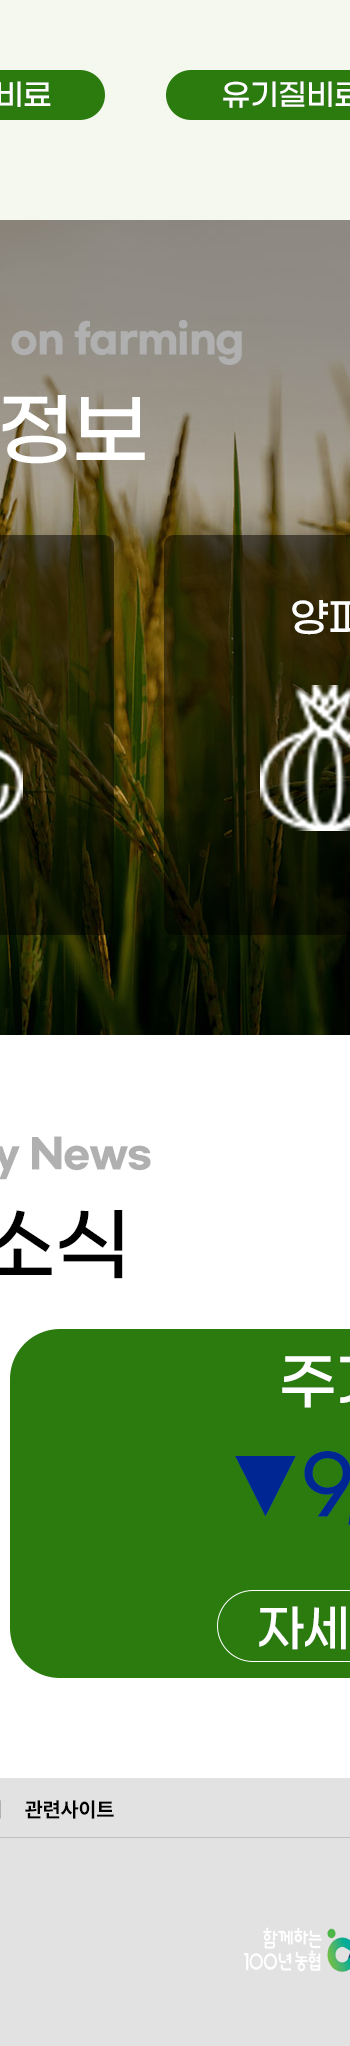 비료
유기질비료
on farming
정보
양파
y News
소식
주가
▼9,
자세
관련사이트
함께하는
100년 농협